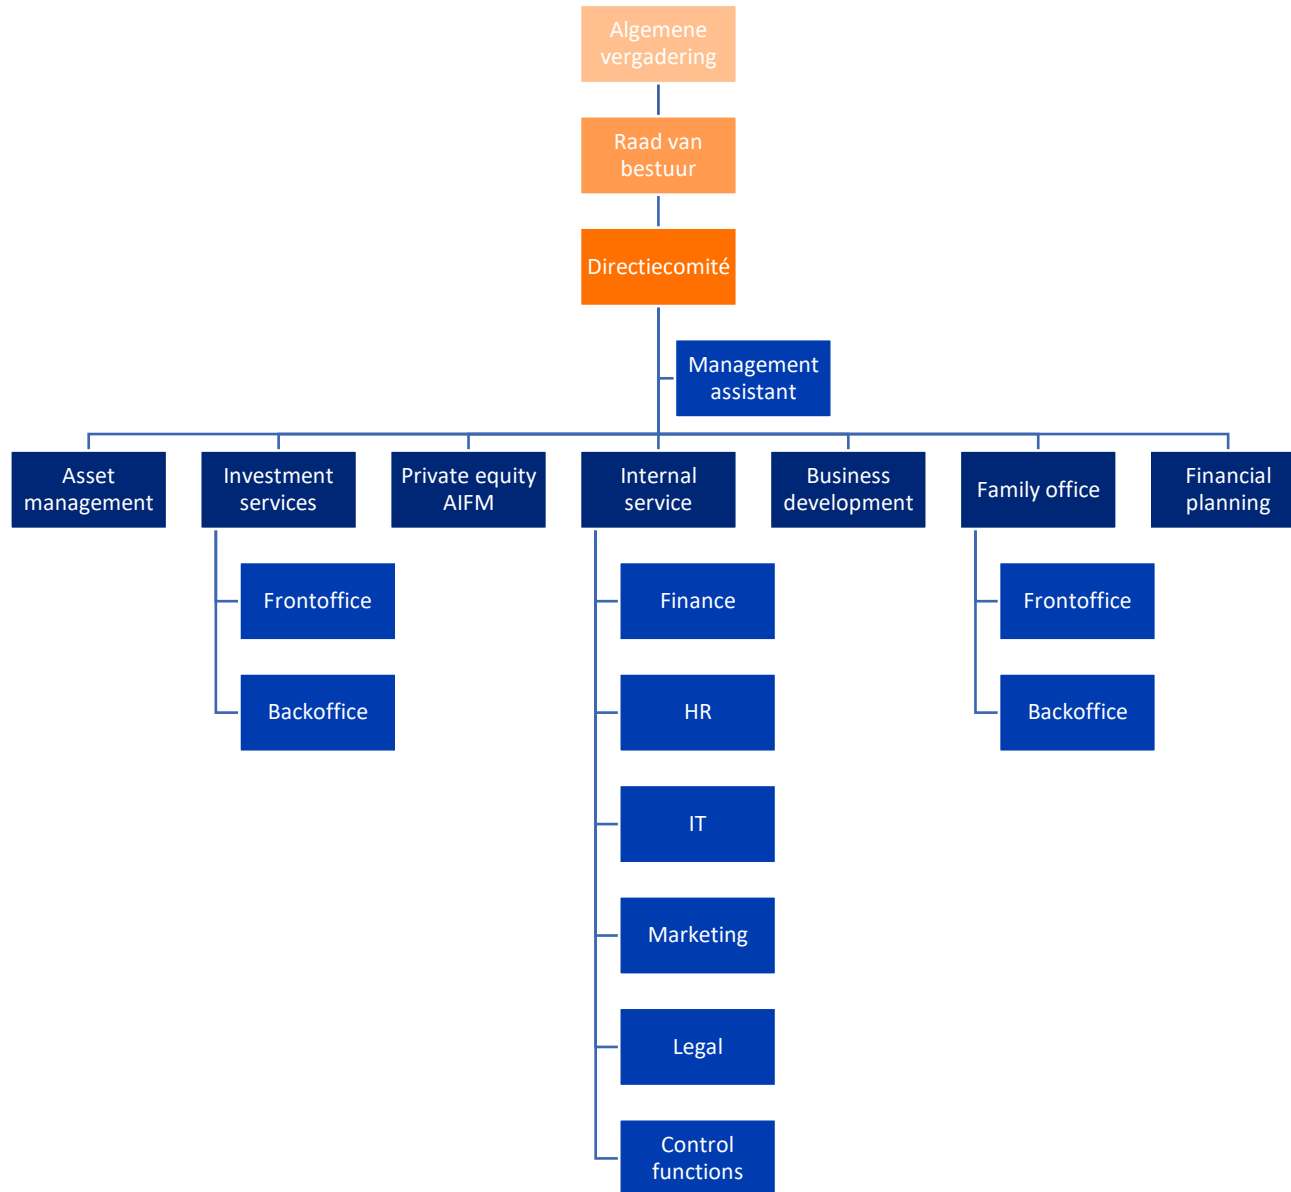 Algemene
vergadering
Raad van
bestuur
Directiecomité
Management
assistant
Asset
management
Investment
services
Private equity
AIFM
Internal
service
Business
development
Family office
Financial
planning
Frontoffice
Backoffice
Finance
HR
IT
Marketing
Legal
Control
functions
Frontoffice
Backoffice